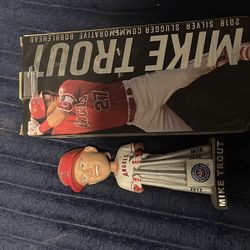 2018 SILVER SLUGGER COMMEMORATIVE BOBBLEHEAD
MIKE TROUT
27
MIKE TROUT